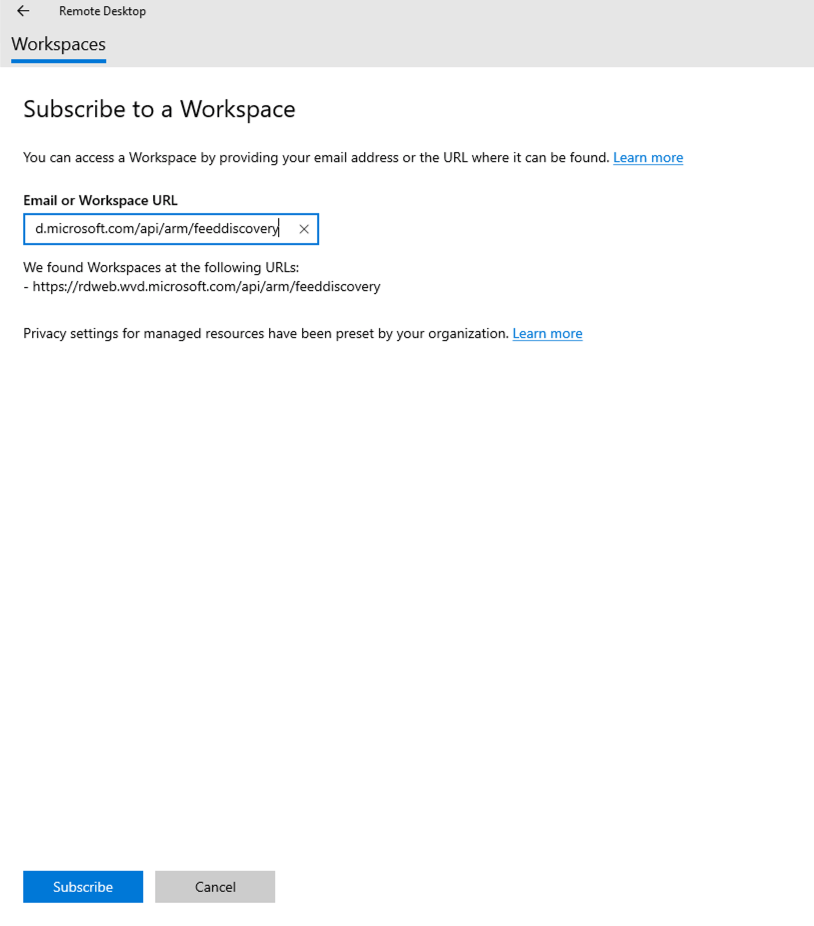 Remote Desktop
Workspaces
Subscribe to a Workspace
You can access a Workspace by providing your email address or the URL where it can be found. Learn more
Email or Workspace URL
d.microsoft.com/api/arm/feeddiscovery
We found Workspaces at the following URLs:
- https://rdweb.wvd.microsoft.com/api/arm/feeddiscovery
Privacy settings for managed resources have been preset by your organization. Learn more
Subscribe Cancel